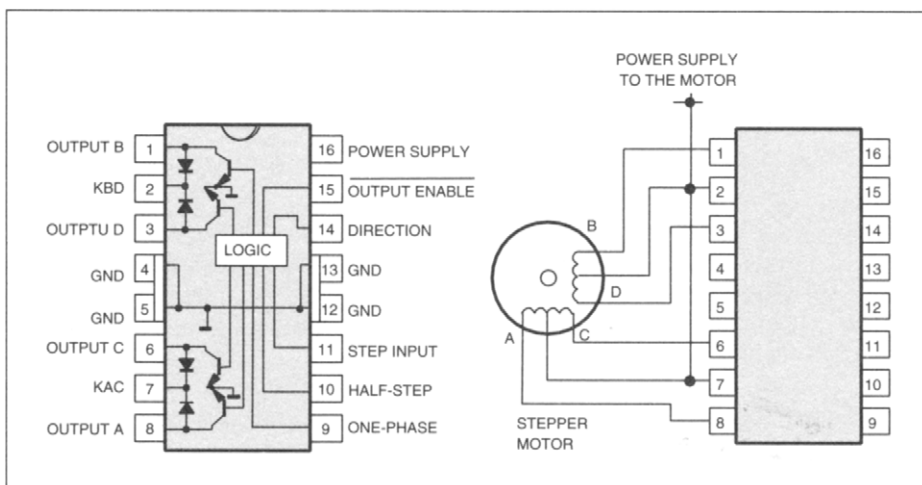 POWER SUPPLY
TO THE MOTOR
OUTPUT B 1
KBD 2
OUTPTU D 3
GND 4
GND 5
OUTPUT C 6
KAC 7
OUTPUT A 8
LOGIC
16 POWER SUPPLY
15 OUTPUT ENABLE
14 DIRECTION
13 GND
12 GND
11 STEP INPUT
10 HALF-STEP
9 ONE-PHASE
B
D
A
C
STEPPER
MOTOR
1
2
3
4
5
6
7
8
16
15
14
13
12
11
10
9